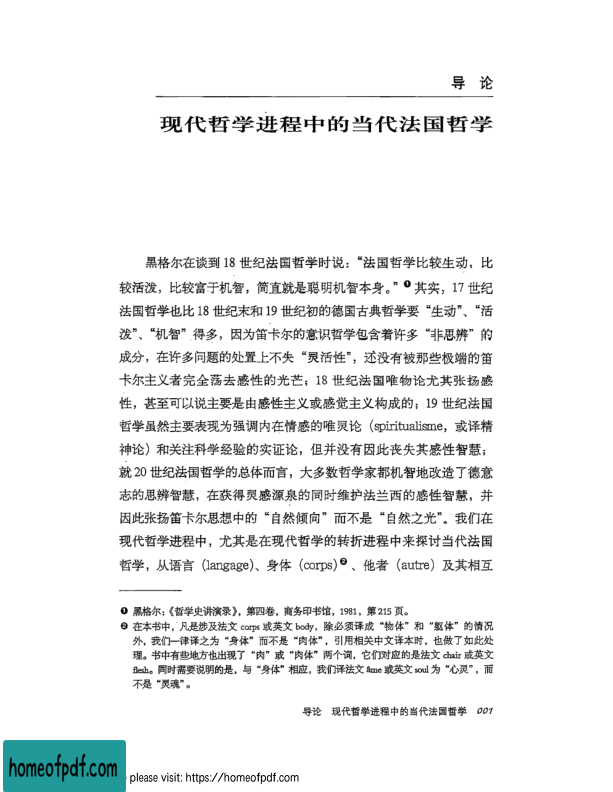 导 论
现代哲学进程中的当代法国哲学
黑格尔在谈到 18 世纪法国哲学时说：“法国哲学比较生动，比
较活泼，比较富于机智，简直就是聪明机智本身。”❶其实，17 世纪
法国哲学也比 18 世纪末和 19 世纪初的德国古典哲学要“生动”、“活
泼”、“机智”得多，因为笛卡尔的意识哲学包含着许多“非思辨”的
成分，在许多问题的处置上不失“灵活性”，还没有被那些极端的笛
卡尔主义者完全荡去感性的光芒；18 世纪法国唯物论尤其张扬感
性，甚至可以说主要是由感性主义或感觉主义构成的；19 世纪法国
哲学虽然主要表现为强调内在情感的唯灵论（spiritualisme，或译精
神论）和关注科学经验的实证论，但并没有因此丧失其感性智慧；
就 20 世纪法国哲学的总体而言，大多数哲学家都机智地改造了德意
志的思辨智慧，在获得灵感源泉的同时维护法兰西的感性智慧，并
因此张扬笛卡尔思想中的“自然倾向”而不是“自然之光”。我们在
现代哲学进程中，尤其是在现代哲学的转折进程中来探讨当代法国
哲学，从语言（langage）、身体（corps）❷、他者（autre）及其相互
❶ 黑格尔：《哲学史讲演录》，第四卷，商务印书馆，1981，第 215 页。
❷ 在本书中，凡是涉及法文 corps 或英文 body，除必须译成“物体”和“躯体”的情况
外，我们一律译之为“身体”而不是“肉体”，引用相关中文译本时，也做了如此处
理。书中有些地方也出现了“肉”或“肉体”两个词，它们对应的是法文 chair 或英文
flesh。同时需要说明的是，与“身体”相应，我们译法文 âme 或英文 soul 为“心灵”，而
不是“灵魂”。
导论 现代哲学进程中的当代法国哲学 001
homeofpdf.com
please visit: https://homeofpdf.com